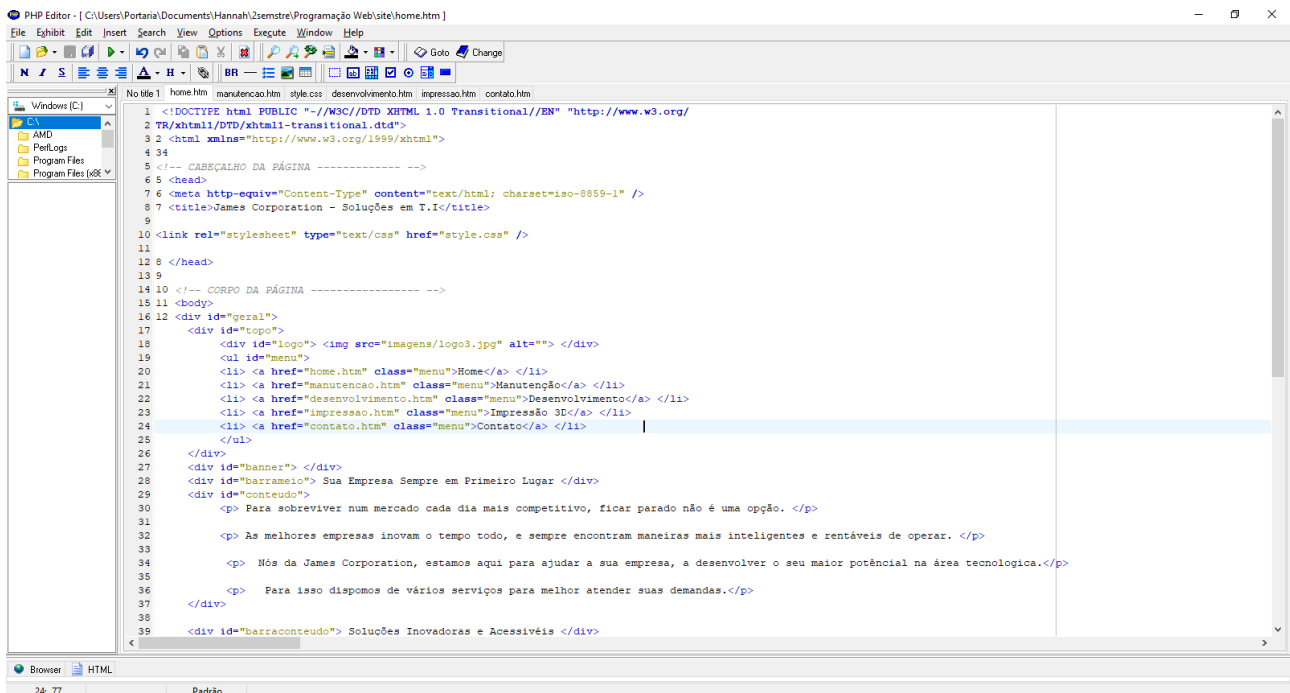 PHP Editor - [ C:\Users\Portaria\Documents\Hannah\2semstre\Programação Web\site\home.htm ]
File Exhibit Edit Insert Search View Options Execute Window Help
Goto Change
N I S A H BR
No title 1 home.htm manutencao.htm style.css desenvolvimento.htm impressao.htm contato.htm
Windows (C:)
C:\
AMD
PerfLogs
Program Files
Program Files (x86
1 <!DOCTYPE html PUBLIC "-//W3C//DTD XHTML 1.0 Transitional//EN" "http://www.w3.org/
2 TR/xhtml1/DTD/xhtml1-transitional.dtd">
3 2 <html xmlns="http://www.w3.org/1999/xhtml">
4 34
5 <!-- CABEÇALHO DA PÁGINA ------------- -->
6 5 <head>
7 6 <meta http-equiv="Content-Type" content="text/html; charset=iso-8859-1" />
8 7 <title>James Corporation - Soluções em T.I</title>
9
10 <link rel="stylesheet" type="text/css" href="style.css" />
11
12 8 </head>
13 9
14 10 <!-- CORPO DA PÁGINA ----------------- -->
15 11 <body>
16 12 <div id="geral">
17 <div id="topo">
18 <div id="logo"> <img src="imagens/logo3.jpg" alt=""> </div>
19 <ul id="menu">
20 <li> <a href="home.htm" class="menu">Home</a> </li>
21 <li> <a href="manutencao.htm" class="menu">Manutenção</a> </li>
22 <li> <a href="desenvolvimento.htm" class="menu">Desenvolvimento</a> </li>
23 <li> <a href="impressao.htm" class="menu">Impressão 3D</a> </li>
24 <li> <a href="contato.htm" class="menu">Contato</a> </li>
25 </ul>
26 </div>
27 <div id="banner"> </div>
28 <div id="barrameio"> Sua Empresa Sempre em Primeiro Lugar </div>
29 <div id="conteudo">
30 <p> Para sobreviver num mercado cada dia mais competitivo, ficar parado não é uma opção. </p>
31
32 <p> As melhores empresas inovam o tempo todo, e sempre encontram maneiras mais inteligentes e rentáveis de operar. </p>
33
34 <p> Nós da James Corporation, estamos aqui para ajudar a sua empresa, a desenvolver o seu maior potêncial na área tecnologica.</p>
35
36 <p> Para isso dispomos de vários serviços para melhor atender suas demandas.</p>
37 </div>
38
39 <div id="barraconteudo"> Soluções Inovadoras e Acessivéis </div>
Browser HTML
24: 77 Padrão